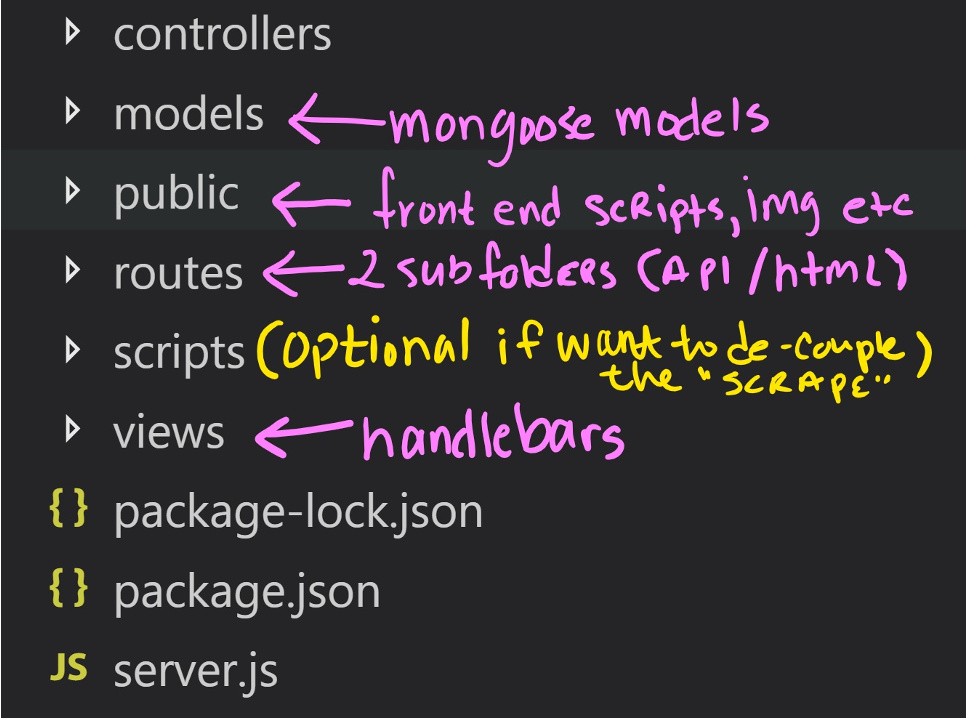 controllers
models ← mongoose models
public ← front end scripts, img etc
routes ← 2 subfolders (API/html)
scripts (optional if want to de-couple
the "SCRAPE")
views ← handlebars
{ } package-lock.json
{ } package.json
JS server.js